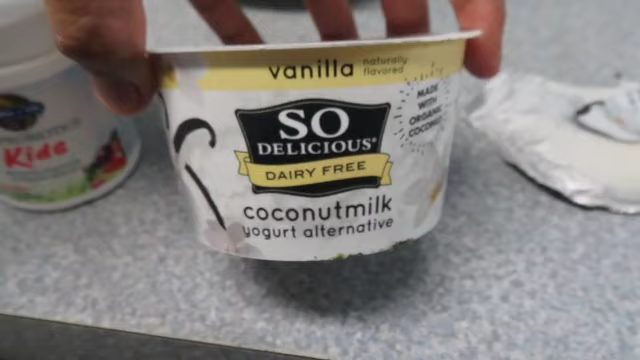 vanilla
naturally
flavored
MADE
WITH
ORGANIC
COCONUT
SO
DELICIOUS®
DAIRY FREE
coconutmilk
yogurt alternative
Kids